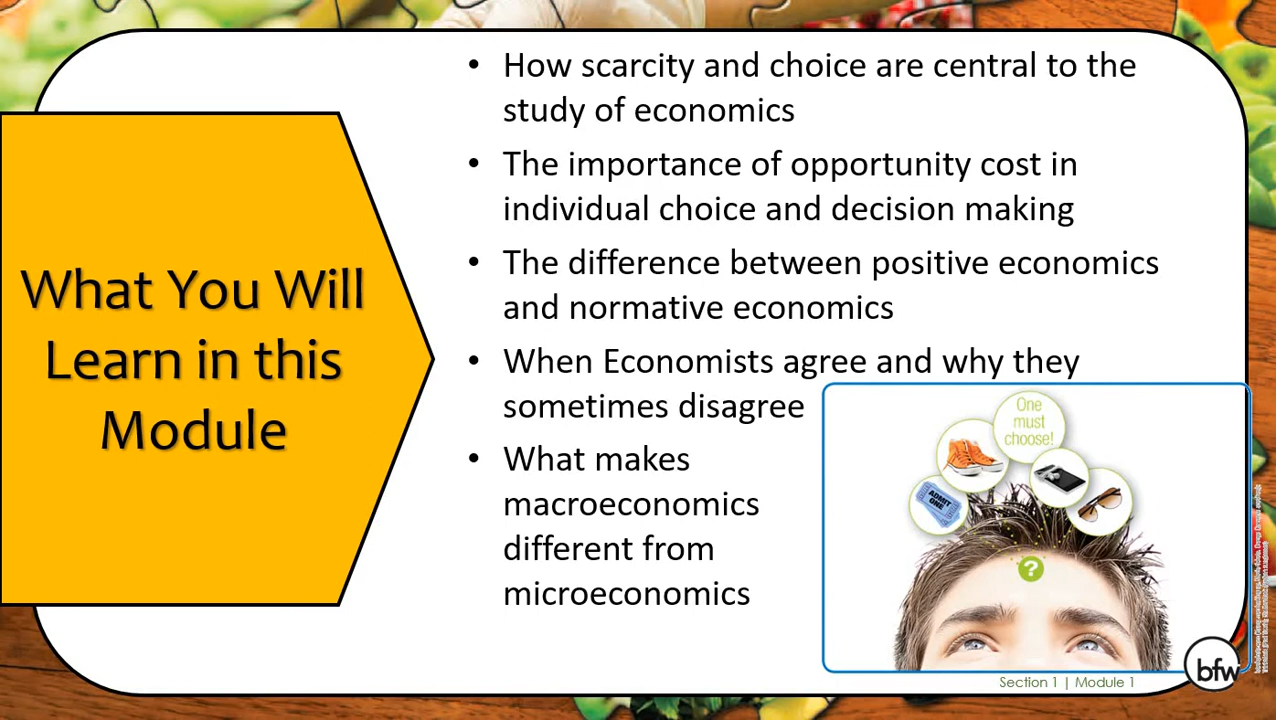 What You Will
Learn in this
Module
• How scarcity and choice are central to the
study of economics
• The importance of opportunity cost in
individual choice and decision making
• The difference between positive economics
and normative economics
• When Economists agree and why they
sometimes disagree
• What makes
macroeconomics
different from
microeconomics
One
must
choose!
ADMIT
ONE
?
Section 1 | Module 1
bfw